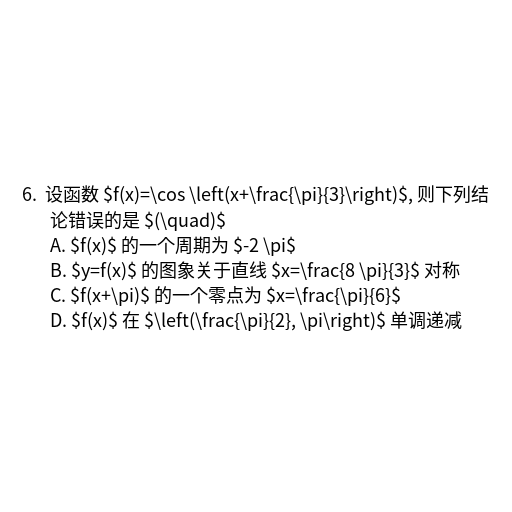 6. 设函数 $f(x)=\cos \left(x+\frac{\pi}{3}\right)$, 则下列结
论错误的是 $(\quad)$
A. $f(x)$ 的一个周期为 $-2 \pi$
B. $y=f(x)$ 的图象关于直线 $x=\frac{8 \pi}{3}$ 对称
C. $f(x+\pi)$ 的一个零点为 $x=\frac{\pi}{6}$
D. $f(x)$ 在 $\left(\frac{\pi}{2}, \pi\right)$ 单调递减